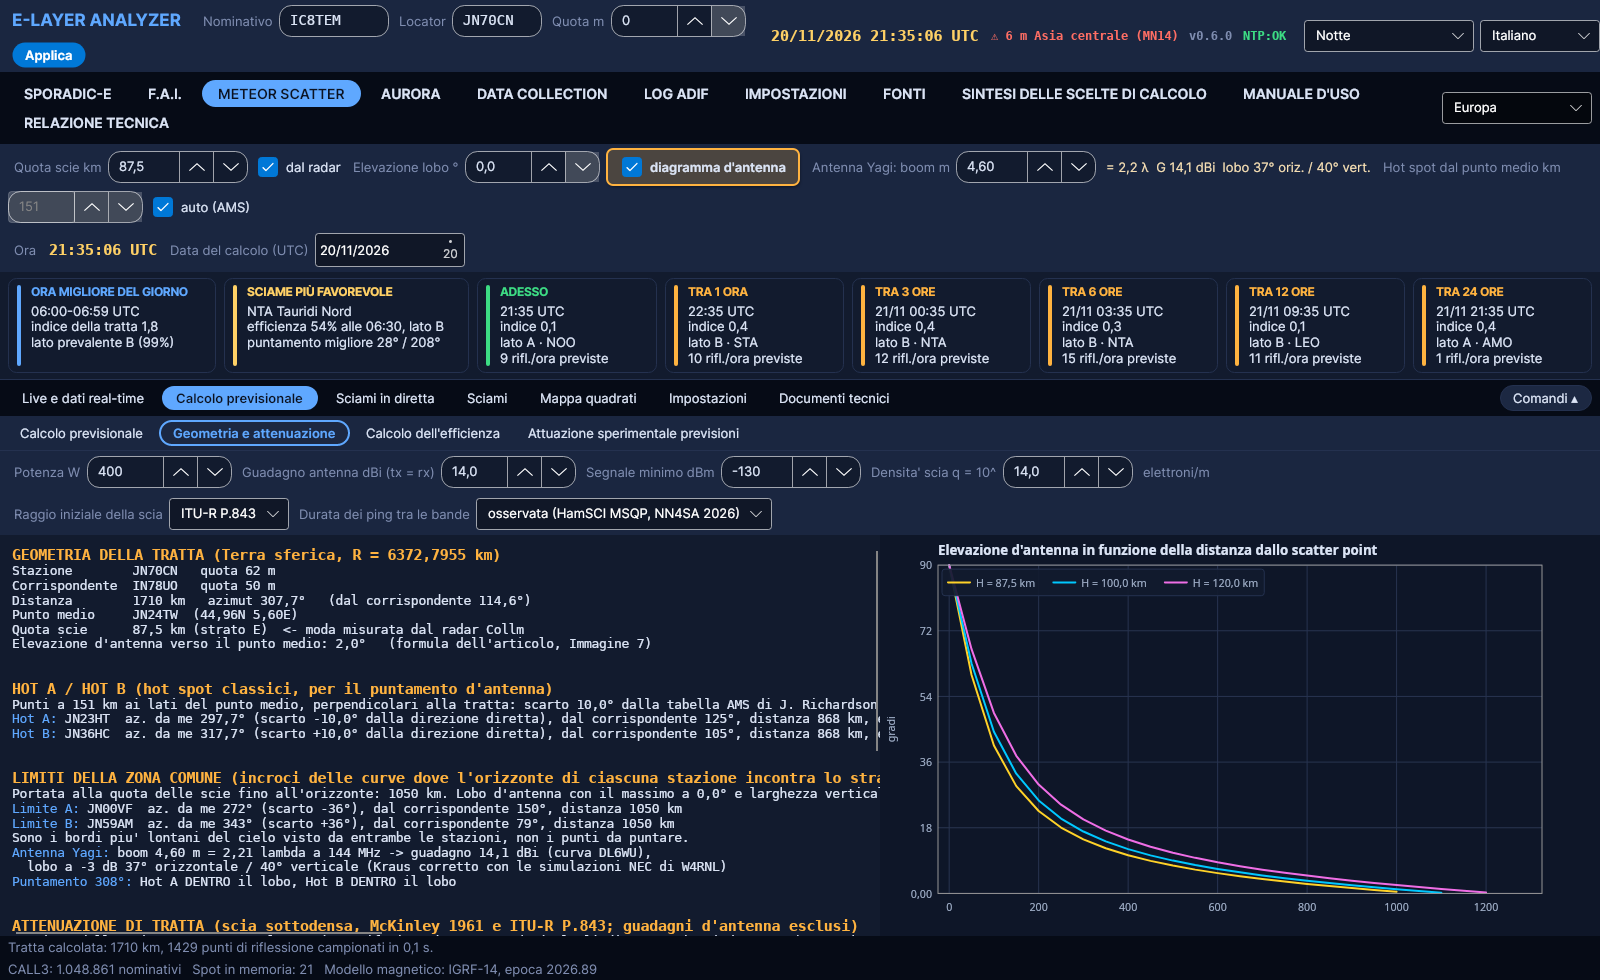 E-LAYER ANALYZER Nominativo IC8TEM Locator JN70CN Quota m 0
20/11/2026 21:35:06 UTC ⚠ 6 m Asia centrale (MN14) v0.6.0 NTP:OK Notte Italiano
Applica
SPORADIC-E F.A.I. METEOR SCATTER AURORA DATA COLLECTION LOG ADIF IMPOSTAZIONI FONTI SINTESI DELLE SCELTE DI CALCOLO MANUALE D'USO
RELAZIONE TECNICA
Europa
Quota scie km 87,5 dal radar Elevazione lobo ° 0,0 diagramma d'antenna Antenna Yagi: boom m 4,60 = 2,2 λ G 14,1 dBi lobo 37° oriz. / 40° vert. Hot spot dal punto medio km
151 auto (AMS)
Ora 21:35:06 UTC Data del calcolo (UTC) 20/11/2026 20
ORA MIGLIORE DEL GIORNO
06:00-06:59 UTC
indice della tratta 1,8
lato prevalente B (99%)
SCIAME PIÙ FAVOREVOLE
NTA Tauridi Nord
efficienza 54% alle 06:30, lato B
puntamento migliore 28° / 208°
ADESSO
21:35 UTC
indice 0,1
lato A · NOO
9 rifl./ora previste
TRA 1 ORA
22:35 UTC
indice 0,4
lato B · STA
10 rifl./ora previste
TRA 3 ORE
21/11 00:35 UTC
indice 0,4
lato B · NTA
12 rifl./ora previste
TRA 6 ORE
21/11 03:35 UTC
indice 0,3
lato B · NTA
15 rifl./ora previste
TRA 12 ORE
21/11 09:35 UTC
indice 0,1
lato B · LEO
11 rifl./ora previste
TRA 24 ORE
21/11 21:35 UTC
indice 0,4
lato A · AMO
1 rifl./ora previste
Live e dati real-time Calcolo previsionale Sciami in diretta Sciami Mappa quadrati Impostazioni Documenti tecnici Comandi ▴
Calcolo previsionale Geometria e attenuazione Calcolo dell'efficienza Attuazione sperimentale previsioni
Potenza W 400 Guadagno antenna dBi (tx = rx) 14,0 Segnale minimo dBm -130 Densita' scia q = 10^ 14,0 elettroni/m
Raggio iniziale della scia ITU-R P.843 Durata dei ping tra le bande osservata (HamSCI MSQP, NN4SA 2026)
GEOMETRIA DELLA TRATTA (Terra sferica, R = 6372,7955 km)
Stazione JN70CN quota 62 m
Corrispondente IN78UO quota 50 m
Distanza 1710 km azimut 307,7° (dal corrispondente 114,6°)
Punto medio JN24TW (44,96N 5,60E)
Quota scie 87,5 km (strato E) <- moda misurata dal radar Collm
Elevazione d'antenna verso il punto medio: 2,0° (formula dell'articolo, Immagine 7)
HOT A / HOT B (hot spot classici, per il puntamento d'antenna)
Punti a 151 km ai lati del punto medio, perpendicolari alla tratta: scarto 10,0° dalla tabella AMS di J. Richardson
Hot A: JN23HT az. da me 297,7° (scarto -10,0° dalla direzione diretta), dal corrispondente 125°, distanza 868 km,
Hot B: JN36HC az. da me 317,7° (scarto +10,0° dalla direzione diretta), dal corrispondente 105°, distanza 868 km,
LIMITI DELLA ZONA COMUNE (incroci delle curve dove l'orizzonte di ciascuna stazione incontra lo stra
Portata alla quota delle scie fino all'orizzonte: 1050 km. Lobo d'antenna con il massimo a 0,0° e larghezza vertical
Limite A: JN00VF az. da me 272° (scarto -36°), dal corrispondente 150°, distanza 1050 km
Limite B: JN59AM az. da me 343° (scarto +36°), dal corrispondente 79°, distanza 1050 km
Sono i bordi piu' lontani del cielo visto da entrambe le stazioni, non i punti da puntare.
Antenna Yagi: boom 4,60 m = 2,21 lambda a 144 MHz -> guadagno 14,1 dBi (curva DL6WU),
lobo a -3 dB 37° orizzontale / 40° verticale (Kraus corretto con le simulazioni NEC di W4RNL)
Puntamento 308°: Hot A DENTRO il lobo, Hot B DENTRO il lobo
ATTENUAZIONE DI TRATTA (scia sottodensa, McKinley 1961 e ITU-R P.843; guadagni d'antenna esclusi)
Elevazione d'antenna in funzione della distanza dallo scatter point
H = 87,5 km H = 100,0 km H = 120,0 km
90
72
54
36
18
0,00
gradi
0 200 400 600 800 1000 1200
Tratta calcolata: 1710 km, 1429 punti di riflessione campionati in 0,1 s.
CALL3: 1.048.861 nominativi Spot in memoria: 21 Modello magnetico: IGRF-14, epoca 2026.89